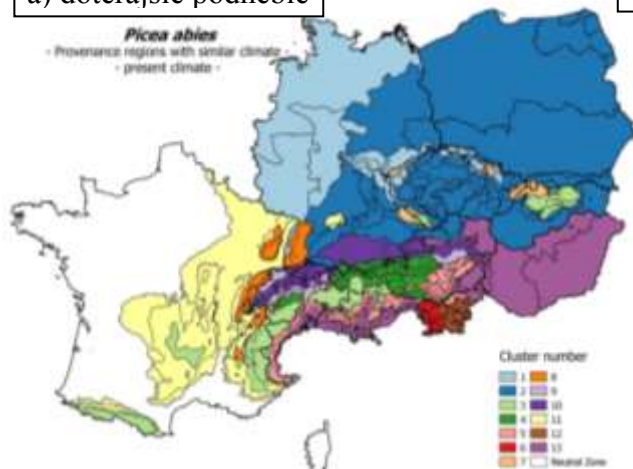 a) doterajšie podnebie
Picea abies
- Provenance regions with similar climate -
- present climate -
Cluster number
1 8
2 9
3 10
4 11
5 12
6 13
7 Neutral Zone